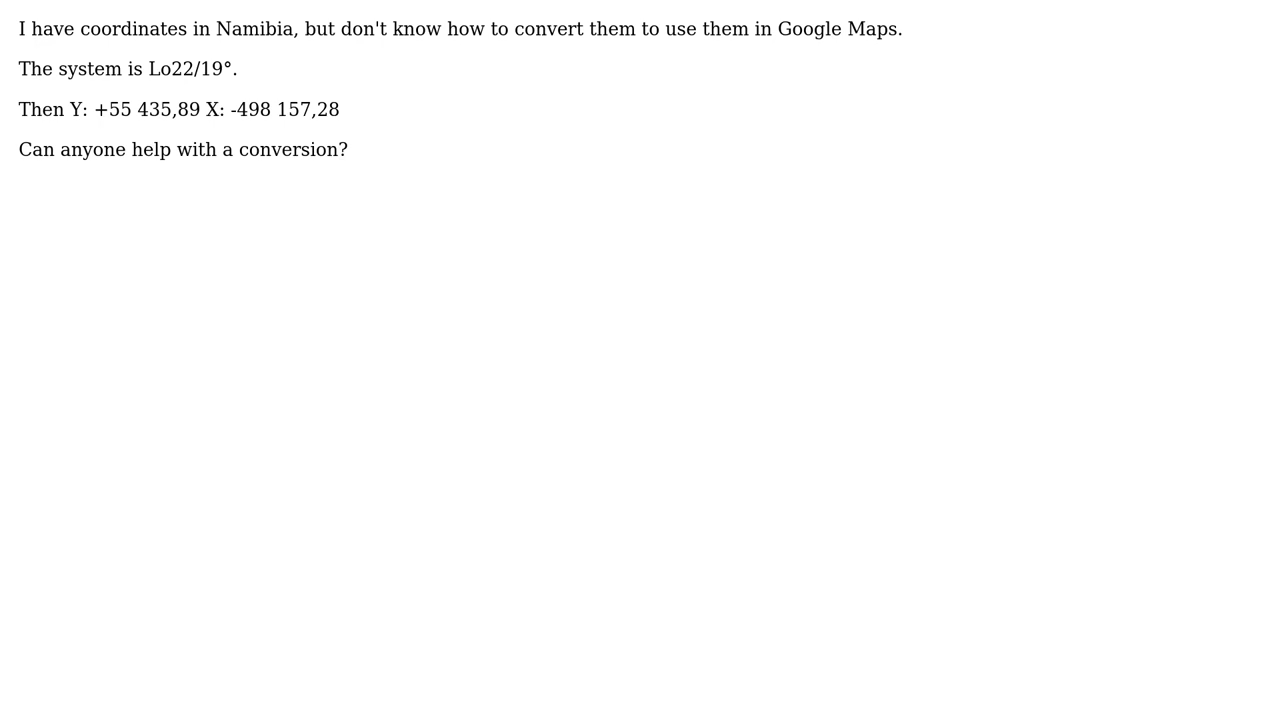 I have coordinates in Namibia, but don't know how to convert them to use them in Google Maps.
The system is Lo22/19°.
Then Y: +55 435,89 X: -498 157,28
Can anyone help with a conversion?